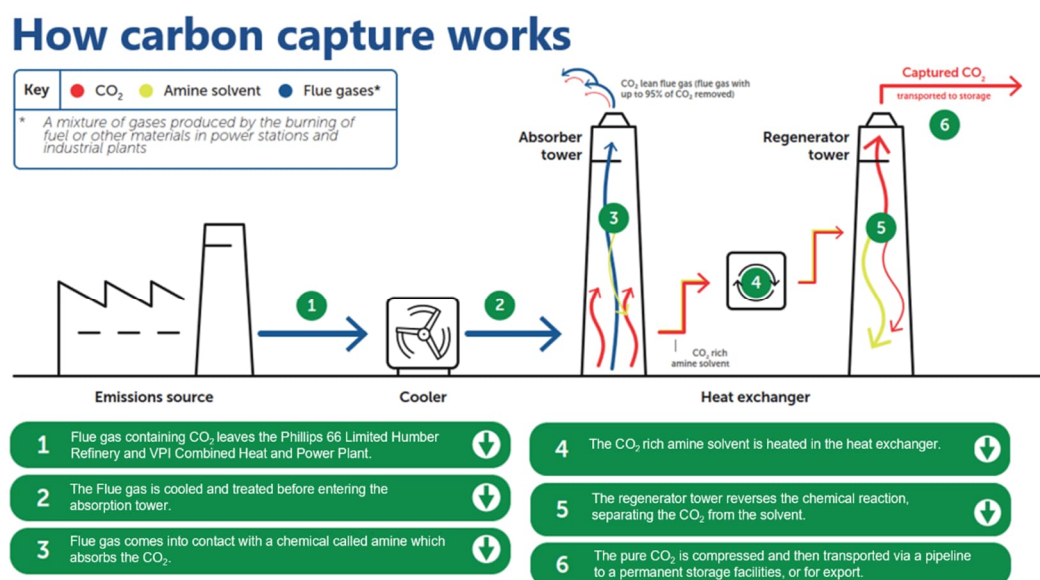 How carbon capture works
Key
CO₂
Amine solvent
Flue gases*
* A mixture of gases produced by the burning of
fuel or other materials in power stations and
industrial plants
CO₂ lean flue gas (flue gas with
up to 95% of CO₂ removed)
Captured CO₂
transported to storage
6
Absorber
tower
Regenerator
tower
3
5
4
1
2
CO₂ rich
amine solvent
Emissions source
Cooler
Heat exchanger
1
Flue gas containing CO₂ leaves the Phillips 66 Limited Humber
Refinery and VPI Combined Heat and Power Plant.
2
The Flue gas is cooled and treated before entering the
absorption tower.
3
Flue gas comes into contact with a chemical called amine which
absorbs the CO₂.
4
The CO₂ rich amine solvent is heated in the heat exchanger.
5
The regenerator tower reverses the chemical reaction,
separating the CO₂ from the solvent.
6
The pure CO₂ is compressed and then transported via a pipeline
to a permanent storage facilities, or for export.